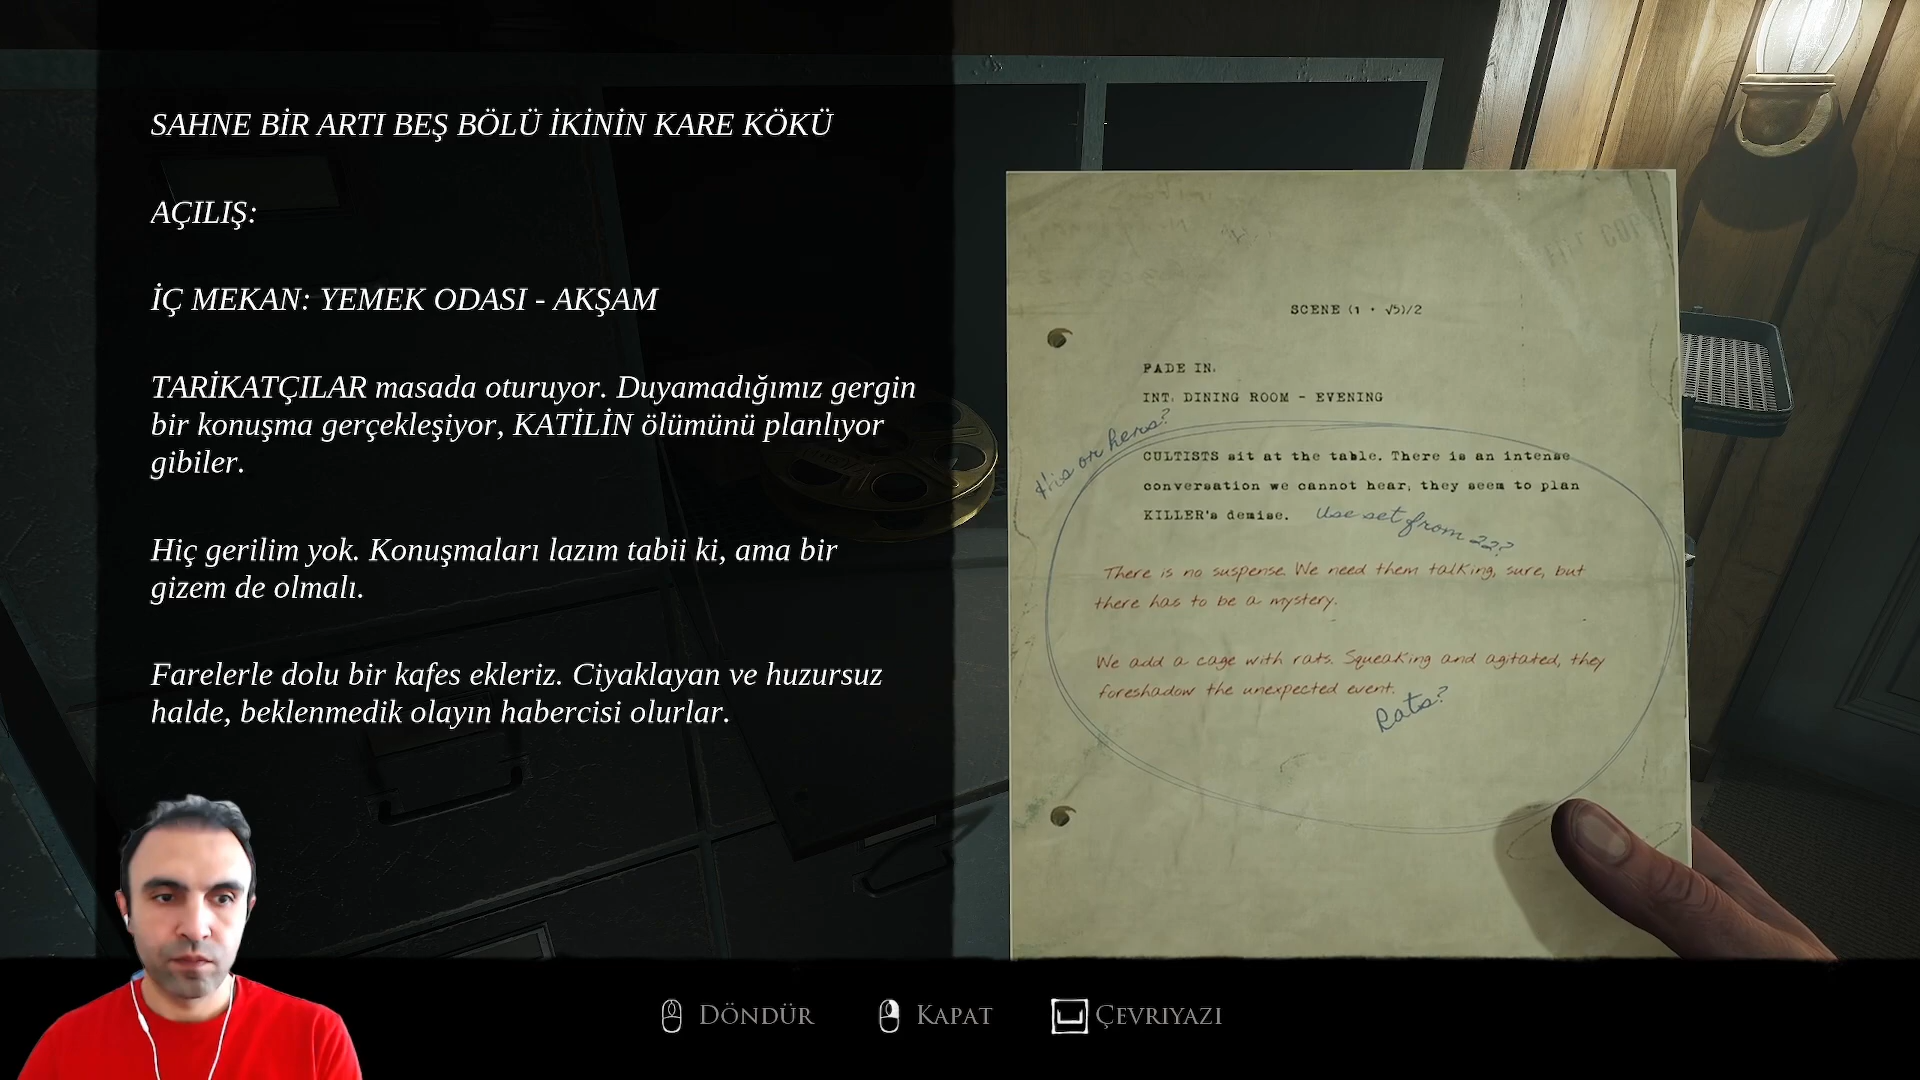 SAHNE BİR ARTI BEŞ BÖLÜ İKİNİN KARE KÖKÜ
AÇILIŞ:
İÇ MEKAN: YEMEK ODASI - AKŞAM
TARİKATÇILAR masada oturuyor. Duyamadığımız gergin
bir konuşma gerçekleşiyor, KATİLİN ölümünü planlıyor
gibiler.
Hiç gerilim yok. Konuşmaları lazım tabii ki, ama bir
gizem de olmalı.
Farelerle dolu bir kafes ekleriz. Ciyaklayan ve huzursuz
halde, beklenmedik olayın habercisi olurlar.
SCENE (1 + √5)/2
FADE IN.
INT. DINING ROOM - EVENING
His or hers?
CULTISTS sit at the table. There is an intense
conversation we cannot hear, they seem to plan
KILLER's demise.
Use set from 22?
There is no suspense. We need them talking, sure, but
there has to be a mystery.
We add a cage with rats. Squeaking and agitated, they
foreshadow the unexpected event.
Rats?
DÖNDÜR
KAPAT
ÇEVRIYAZI